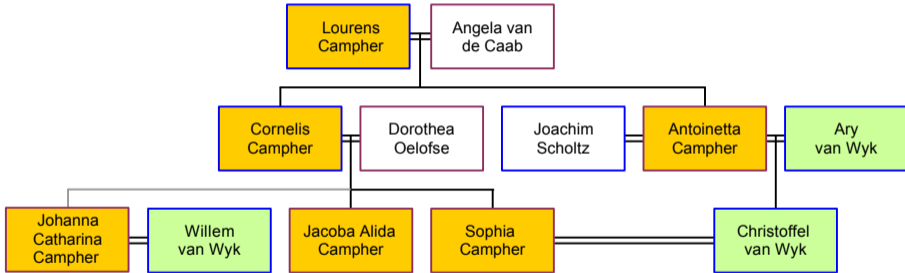 Lourens
Campher
Angela van
de Caab
Cornelis
Campher
Dorothea
Oelofse
Joachim
Scholtz
Antoinetta
Campher
Ary
van Wyk
Johanna
Catharina
Campher
Willem
van Wyk
Jacoba Alida
Campher
Sophia
Campher
Christoffel
van Wyk